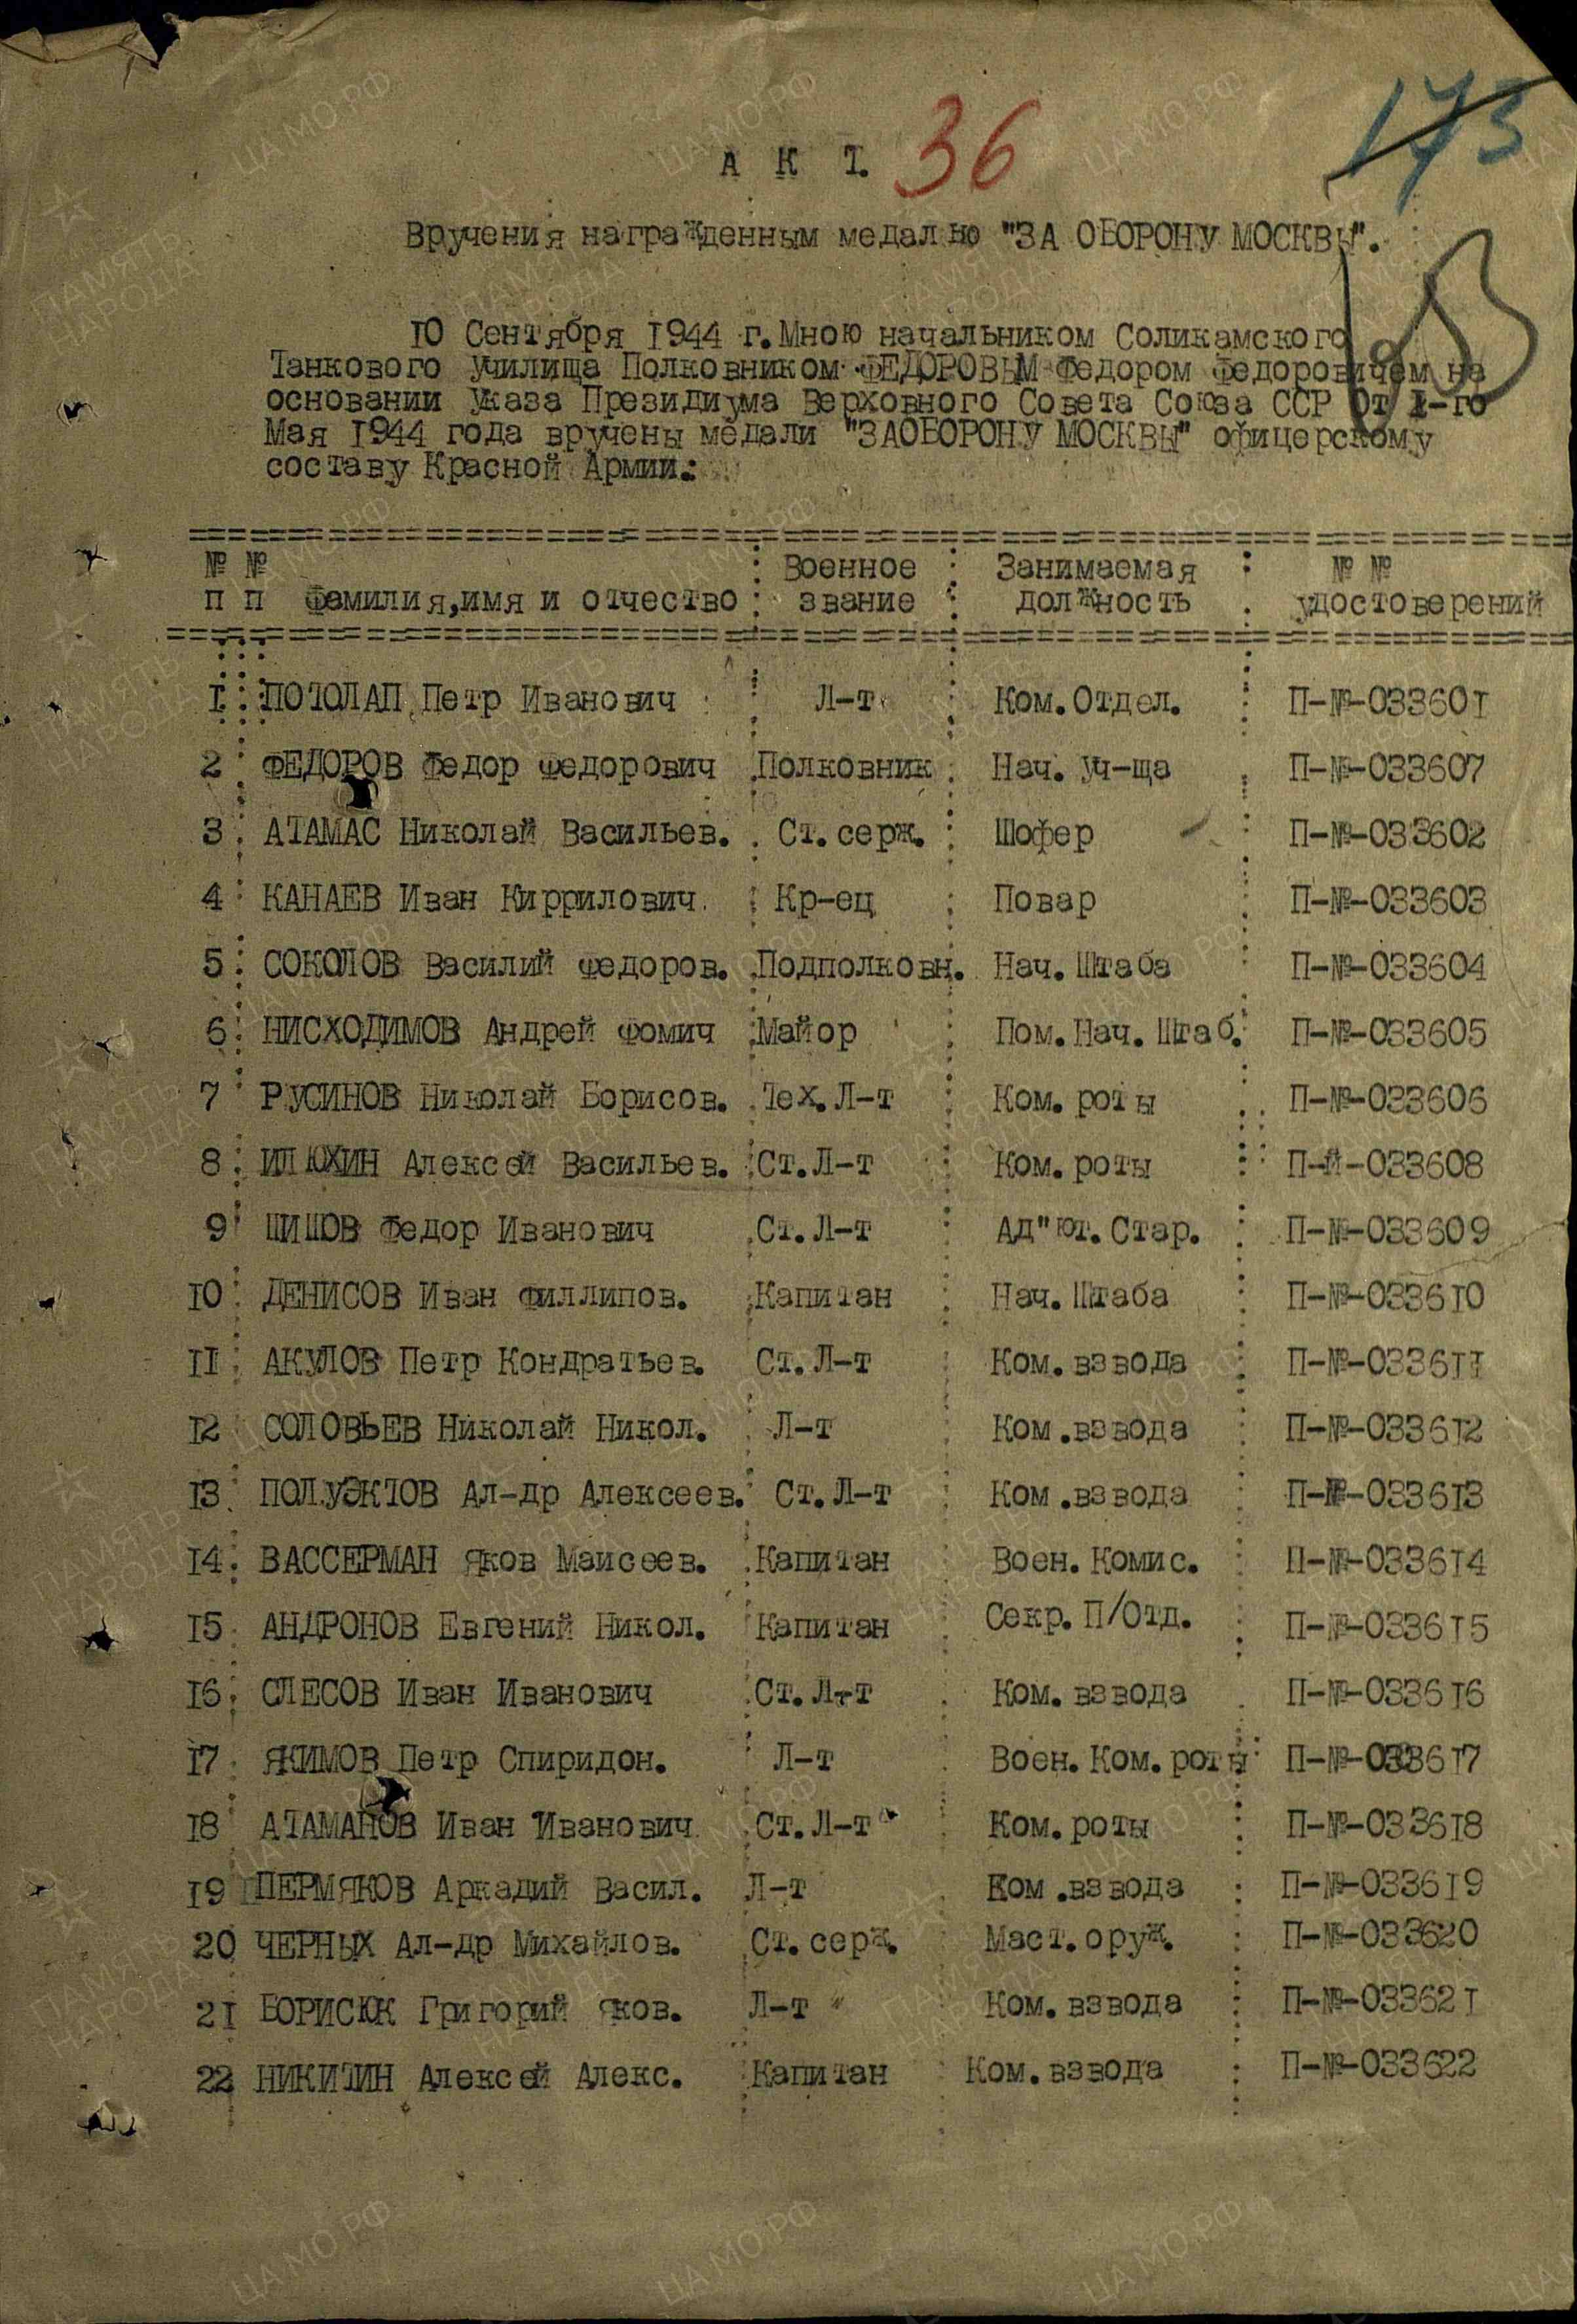 173
А К Т. 36
Вручения награжденным медалью "ЗА ОБОРОНУ МОСКВЫ".
10 Сентября 1944 г. Мною начальником Соликамского
Танкового Училища Полковником ФЕДОРОВЫМ Федором Федоровичем на
основании Указа Президиума Верховного Совета Союза ССР От 1-го
Мая 1944 года вручены медали "ЗАОБОРОНУ МОСКВЫ" офицерскому
составу Красной Армии:
№ № Военное Занимаемая № №
п п Фамилия, имя и отчество звание должность удостоверений
1 ПОТОЛАП Петр Иванович Л-т Ком. Отдел. П-№-033601
2 ФЕДОРОВ Федор Федорович Полковник Нач. Уч-ща П-№-033607
3 АТАМАС Николай Васильев. Ст. серж. Шофер П-№-033602
4 КАНАЕВ Иван Киррилович Кр-ец Повар П-№-033603
5 СОКОЛОВ Василий Федоров. Подполковн. Нач. Штаба П-№-033604
6 НИСХОДИМОВ Андрей Фомич Майор Пом. Нач. Штаб. П-№-033605
7 РУСИНОВ Николай Борисов. Тех. Л-т Ком. роты П-№-033606
8 ИЛЮХИН Алексей Васильев. Ст. Л-т Ком. роты П-№-033608
9 ШИШОВ Федор Иванович Ст. Л-т Ад"ют. Стар. П-№-033609
10 ДЕНИСОВ Иван Филлипов. Капитан Нач. Штаба П-№-033610
11 АКУЛОВ Петр Кондратьев. Ст. Л-т Ком. взвода П-№-033611
12 СОЛОВЬЕВ Николай Никол. Л-т Ком. взвода П-№-033612
13 ПОЛУЭКТОВ Ал-др Алексеев. Ст. Л-т Ком. взвода П-№-033613
14 ВАССЕРМАН Яков Маисеев. Капитан Воен. Комис. П-№-033614
15 АНДРОНОВ Евгений Никол. Капитан Секр. П/Отд. П-№-033615
16 СЛЕСОВ Иван Иванович Ст. Л-т Ком. взвода П-№-033616
17 ЯКИМОВ Петр Спиридон. Л-т Воен. Ком. роты П-№-033617
18 АТАМАНОВ Иван Иванович Ст. Л-т Ком. роты П-№-033618
19 ПЕРМЯКОВ Аркадий Васил. Л-т Ком. взвода П-№-033619
20 ЧЕРНЫХ Ал-др Михайлов. Ст. серж. Маст. оруж. П-№-033620
21 БОРИСЮК Григорий Яков. Л-т Ком. взвода П-№-033621
22 НИКИТИН Алексей Алекс. Капитан Ком. взвода П-№-033622